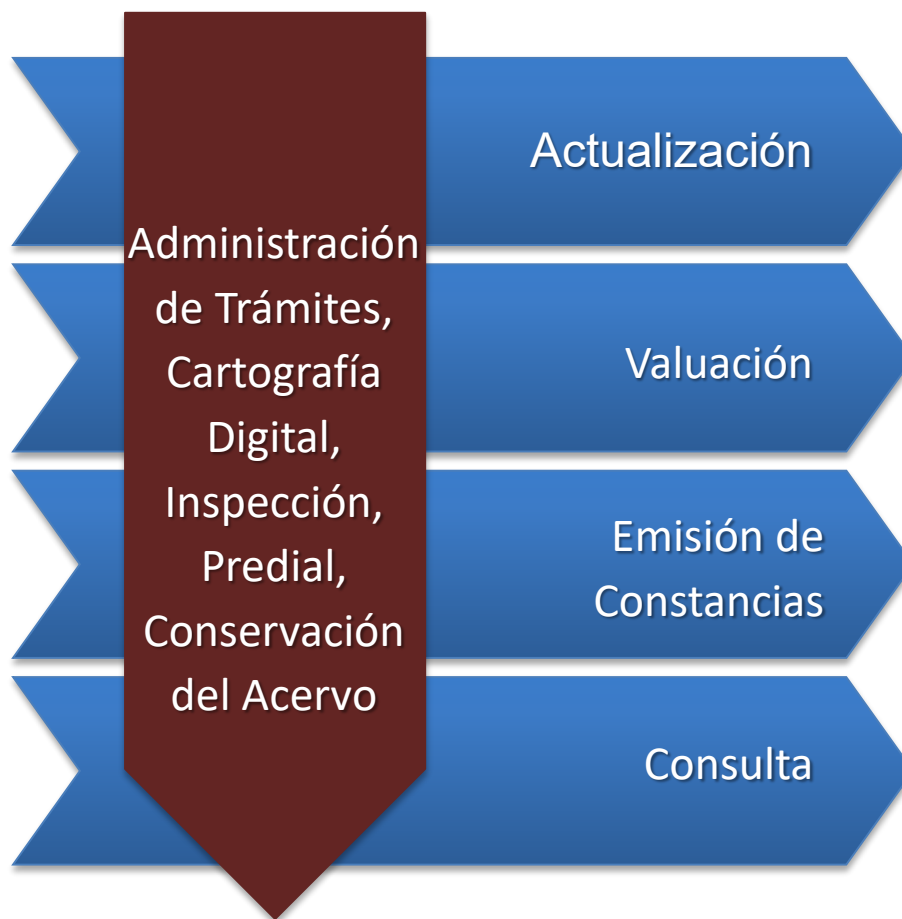 Actualización
Administración
de Trámites,
Cartografía
Digital,
Inspección,
Predial,
Conservación
del Acervo
Valuación
Emisión de
Constancias
Consulta